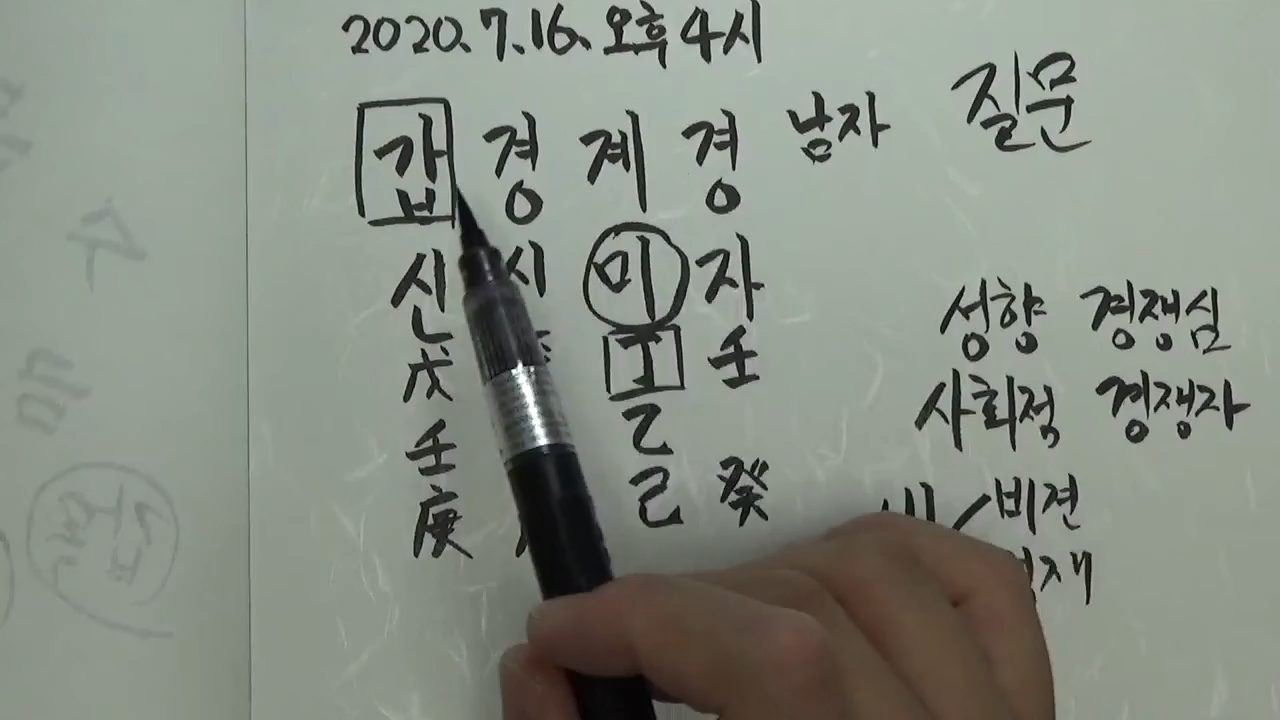 2020.7.16. 오후 4시
갑 경 계 경 남자 질문
신 시 미 자
戊 丁 壬
壬 乙
庚 己 癸
성향 경쟁심
사회적 경쟁자
비견